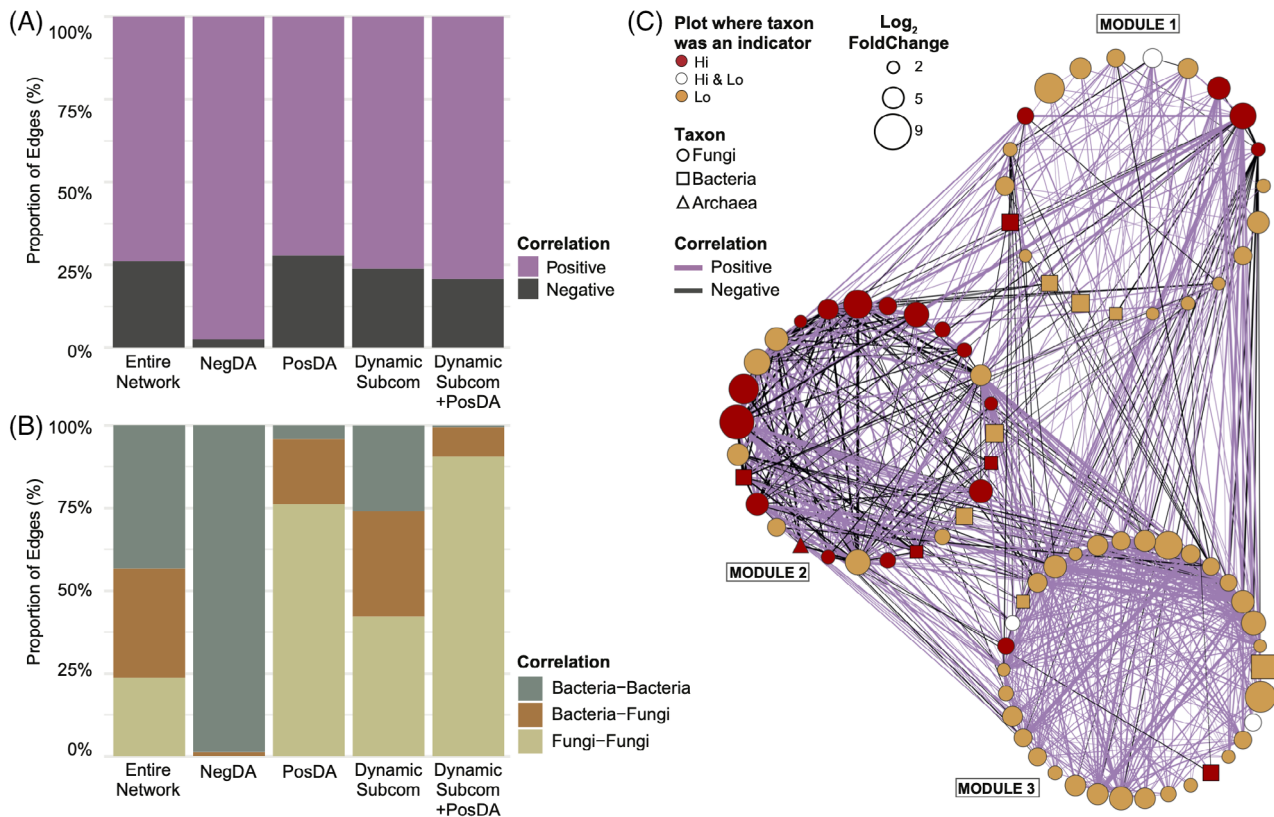 (A)
100%
75%
50%
25%
0%
Proportion of Edges (%)
Entire
Network
NegDA
PosDA
Dynamic
Subcom
Dynamic
Subcom
+PosDA
Correlation
Positive
Negative
(B)
100%
75%
50%
25%
0%
Proportion of Edges (%)
Entire
Network
NegDA
PosDA
Dynamic
Subcom
Dynamic
Subcom
+PosDA
Correlation
Bacteria–Bacteria
Bacteria–Fungi
Fungi–Fungi
(C)
Plot where taxon
was an indicator
Hi
Hi & Lo
Lo
Taxon
Fungi
Bacteria
Archaea
Correlation
Positive
Negative
Log2
FoldChange
2
5
9
MODULE 1
MODULE 2
MODULE 3